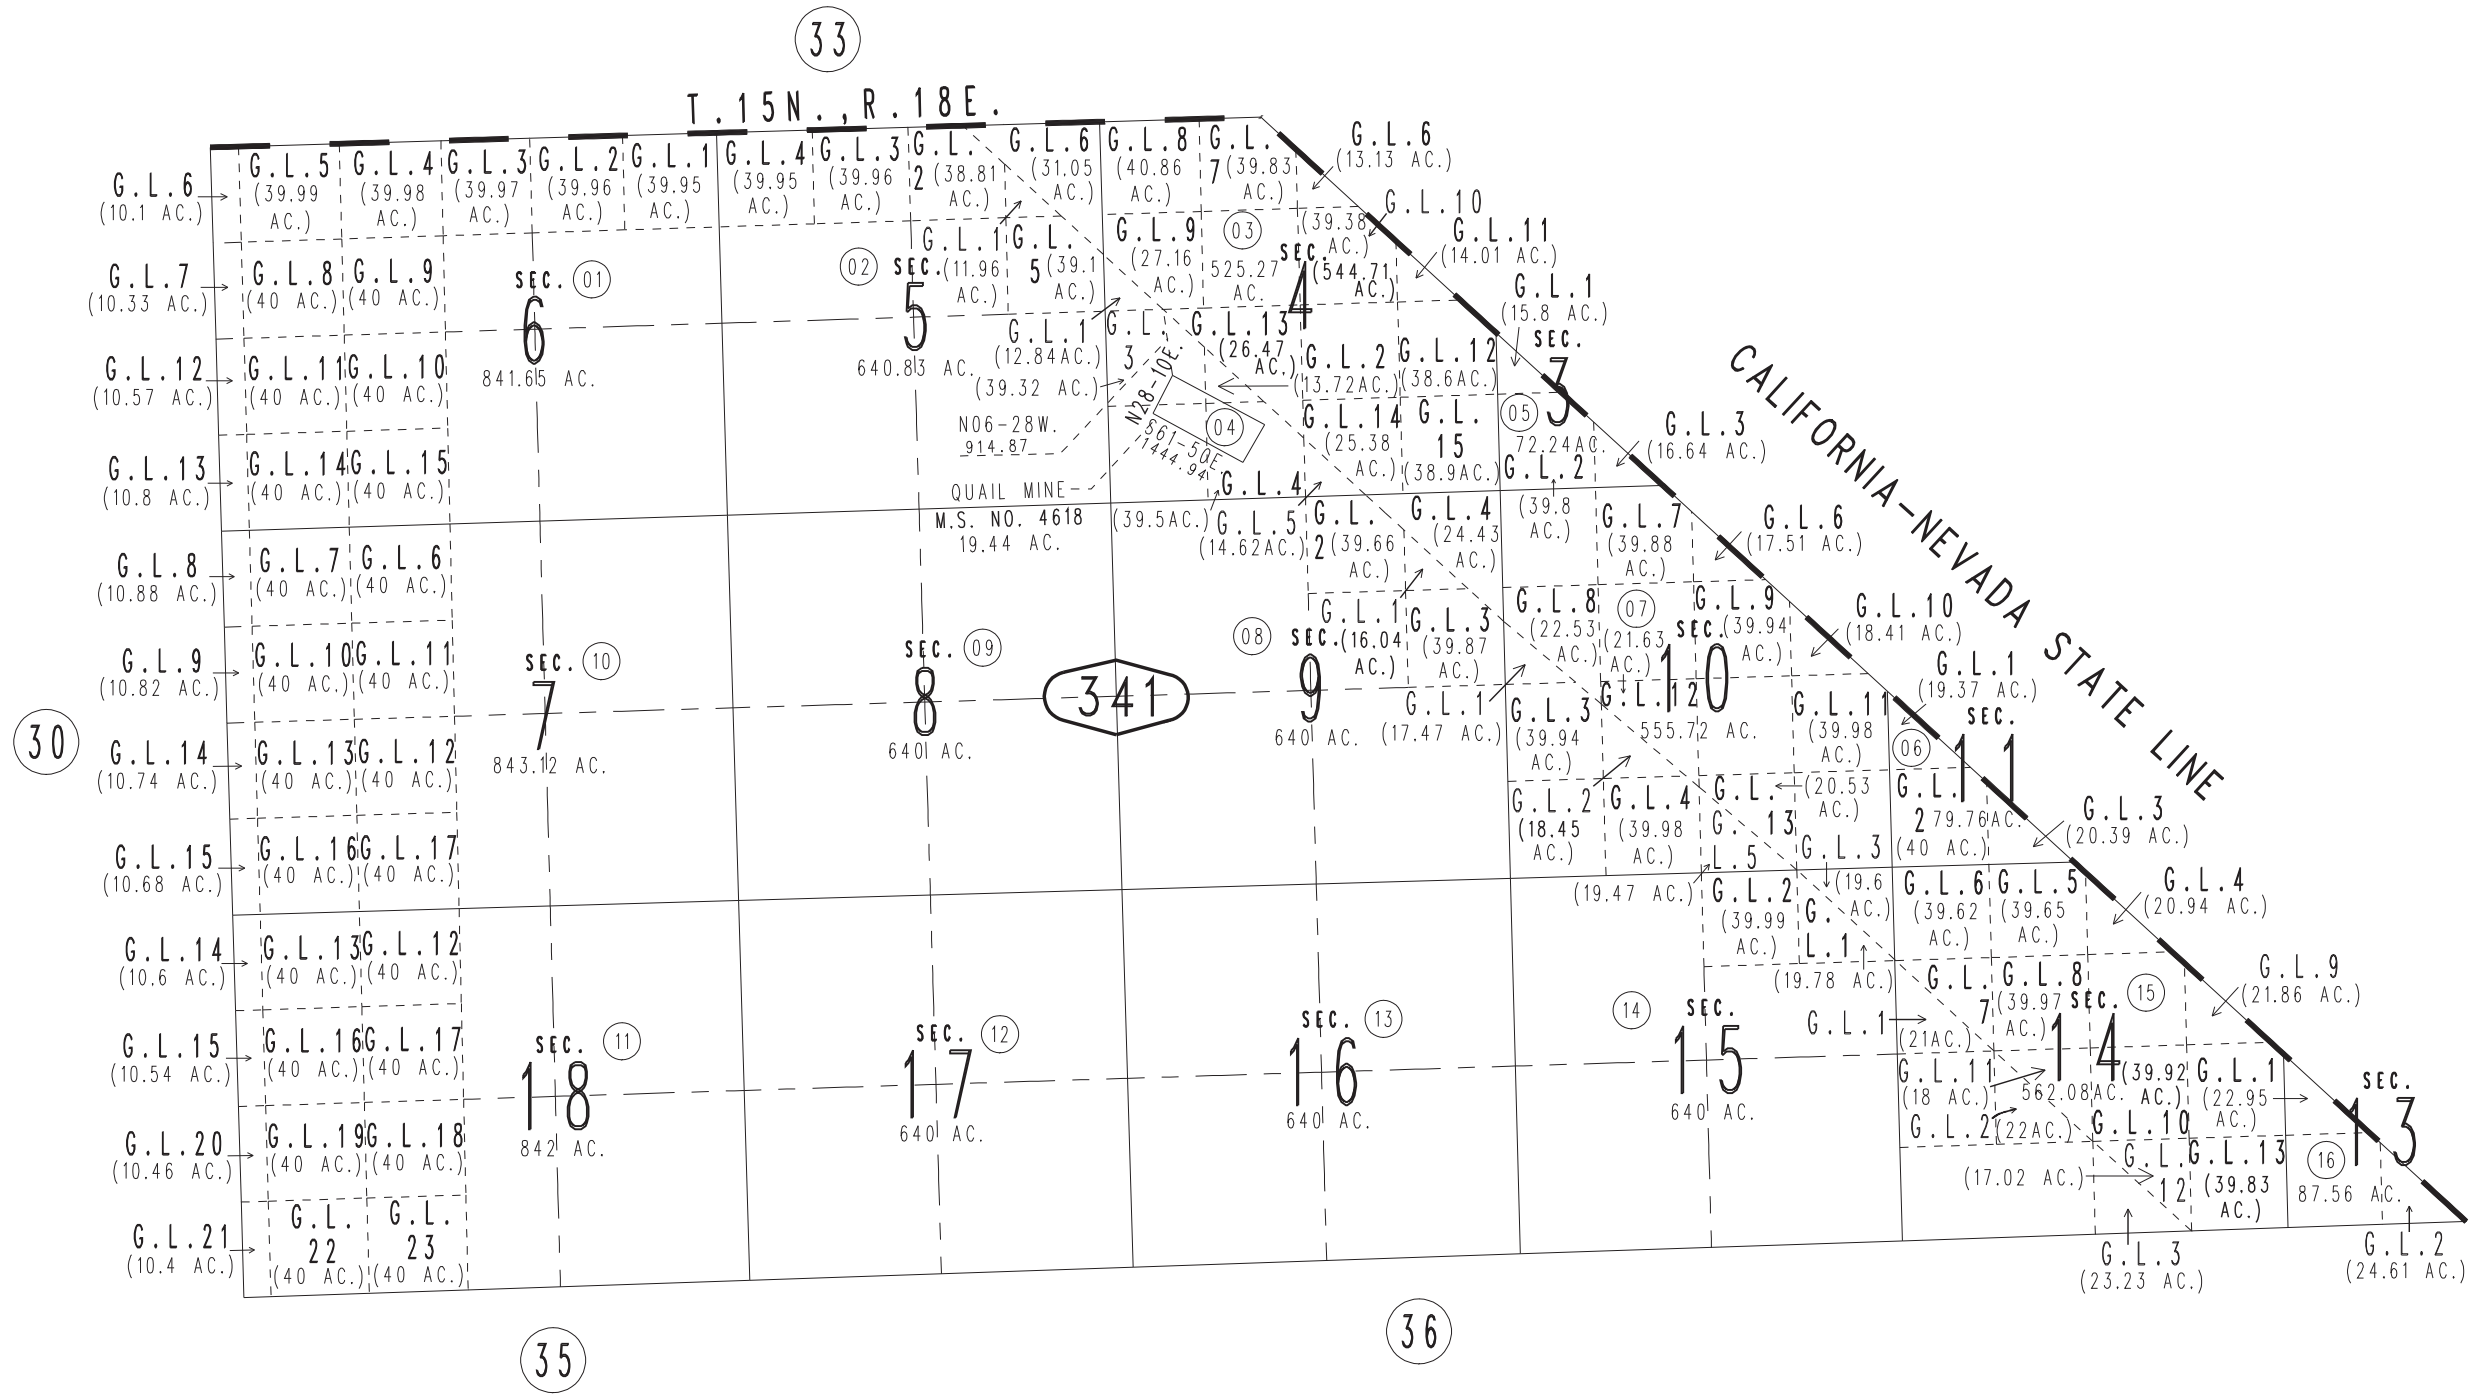 33
T.15N.,R.18E.
G.L.6
(10.1 AC.)
G.L.5
(39.99
AC.)
G.L.4
(39.98
AC.)
G.L.3
(39.97
AC.)
G.L.2
(39.96
AC.)
G.L.1
(39.95
AC.)
G.L.4
(39.95
AC.)
G.L.3
(39.96
AC.)
G.L.
2 (38.81
AC.)
G.L.6
(31.05
AC.)
G.L.8
(40.86
AC.)
G.L.
7 (39.83
AC.)
G.L.6
(13.13 AC.)
G.L.10
(39.38
AC.)
G.L.11
(14.01 AC.)
G.L.7
(10.33 AC.)
G.L.8
(40 AC.)
G.L.9
(40 AC.)
SEC. 01
6
841.65 AC.
02 SEC.
5
640.83 AC.
G.L.1
(11.96
AC.)
G.L.
5 (39.1
AC.)
G.L.9
(27.16
AC.)
03
525.27
AC.
SEC.
4
(544.71
AC.)
G.L.1
(15.8 AC.)
SEC.
3
G.L.12
(10.57 AC.)
G.L.11
(40 AC.)
G.L.10
(40 AC.)
G.L.1
(12.84AC.)
G.L.
3
(39.32 AC.)
G.L.13
(26.47
AC.)
G.L.2
(13.72AC.)
G.L.12
(38.6AC.)
CALIFORNIA-NEVADA STATE LINE
G.L.13
(10.8 AC.)
G.L.14
(40 AC.)
G.L.15
(40 AC.)
N06-28W.
914.87
N28-10E.
S61-50E.
1444.94
04
QUAIL MINE
M.S. NO. 4618
19.44 AC.
G.L.14
(25.38
AC.)
G.L.
15
(38.9AC.)
05
72.24AC.
G.L.2
(39.8
AC.)
G.L.3
(16.64 AC.)
G.L.4
(39.5AC.)
G.L.5
(14.62AC.)
G.L.8
(10.88 AC.)
G.L.7
(40 AC.)
G.L.6
(40 AC.)
G.L.
2 (39.66
AC.)
G.L.4
(24.43
AC.)
G.L.7
(39.88
AC.)
G.L.6
(17.51 AC.)
G.L.9
(10.82 AC.)
G.L.10
(40 AC.)
G.L.11
(40 AC.)
SEC. 10
7
843.12 AC.
SEC. 09
8
640 AC.
341
08 SEC.
9
640 AC.
G.L.1
(16.04
AC.)
G.L.3
(39.87
AC.)
G.L.8
(22.53
AC.)
07
(21.63
AC.)
G.L.12
SEC.
10
555.72 AC.
G.L.9
(39.94
AC.)
G.L.10
(18.41 AC.)
G.L.1
(19.37 AC.)
SEC.
11
30
G.L.14
(10.74 AC.)
G.L.13
(40 AC.)
G.L.12
(40 AC.)
G.L.1
(17.47 AC.)
G.L.3
(39.94
AC.)
G.L.11
(39.98
AC.)
06
G.L.15
(10.68 AC.)
G.L.16
(40 AC.)
G.L.17
(40 AC.)
G.L.2
(18.45
AC.)
G.L.4
(39.98
AC.)
G.L.
13
(20.53
AC.)
G.
L.5
(19.47 AC.)
G.L.
2
79.76AC.
(40 AC.)
G.L.3
(20.39 AC.)
G.L.3
(19.6
AC.)
G.L.2
(39.99
AC.)
G.
L.1
(19.78 AC.)
G.L.6
(39.62
AC.)
G.L.5
(39.65
AC.)
G.L.4
(20.94 AC.)
G.L.14
(10.6 AC.)
G.L.13
(40 AC.)
G.L.12
(40 AC.)
G.L.15
(10.54 AC.)
G.L.16
(40 AC.)
G.L.17
(40 AC.)
SEC. 11
18
842 AC.
SEC. 12
17
640 AC.
SEC. 13
16
640 AC.
14 SEC.
15
640 AC.
G.L.1
(21AC.)
G.L.
7
G.L.8
(39.97
AC.)
SEC. 15
14
562.08AC.
G.L.9
(21.86 AC.)
G.L.11
(18 AC.)
G.L.2
(22AC.)
(39.92
AC.)
G.L.10
G.L.1
(22.95
AC.)
SEC.
13
16
87.56 AC.
G.L.20
(10.46 AC.)
G.L.19
(40 AC.)
G.L.18
(40 AC.)
(17.02 AC.)
G.L.
12
G.L.13
(39.83
AC.)
G.L.21
(10.4 AC.)
G.L.
22
(40 AC.)
G.L.
23
(40 AC.)
G.L.3
(23.23 AC.)
G.L.2
(24.61 AC.)
35
36